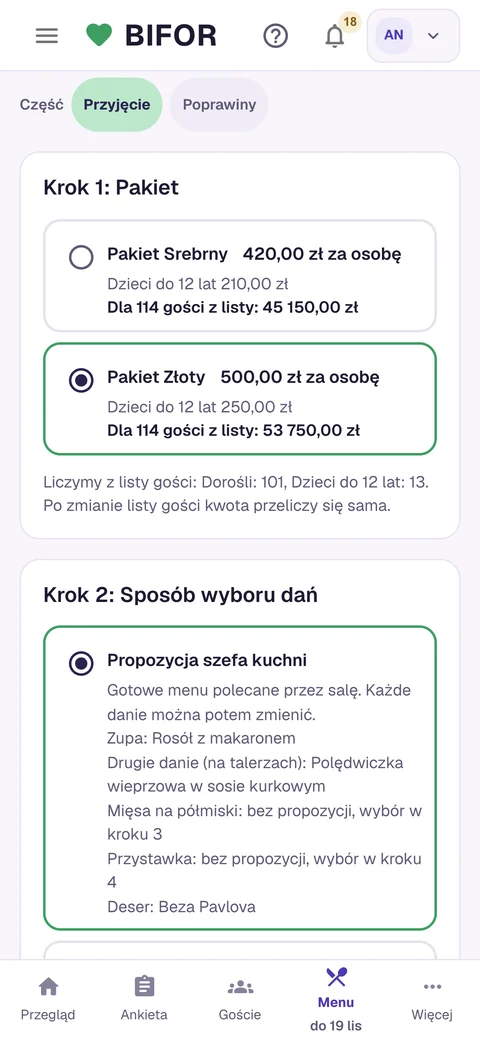 BIFOR
18
AN
Część
Przyjęcie
Poprawiny
Krok 1: Pakiet
Pakiet Srebrny 420,00 zł za osobę
Dzieci do 12 lat 210,00 zł
Dla 114 gości z listy: 45 150,00 zł
Pakiet Złoty 500,00 zł za osobę
Dzieci do 12 lat 250,00 zł
Dla 114 gości z listy: 53 750,00 zł
Liczymy z listy gości: Dorośli: 101, Dzieci do 12 lat: 13.
Po zmianie listy gości kwota przeliczy się sama.
Krok 2: Sposób wyboru dań
Propozycja szefa kuchni
Gotowe menu polecane przez salę. Każde
danie można potem zmienić.
Zupa: Rosół z makaronem
Drugie danie (na talerzach): Polędwiczka
wieprzowa w sosie kurkowym
Mięsa na półmiski: bez propozycji, wybór w
kroku 3
Przystawka: bez propozycji, wybór w kroku
4
Deser: Beza Pavlova
Przegląd
Ankieta
Goście
Menu
do 19 lis
Więcej